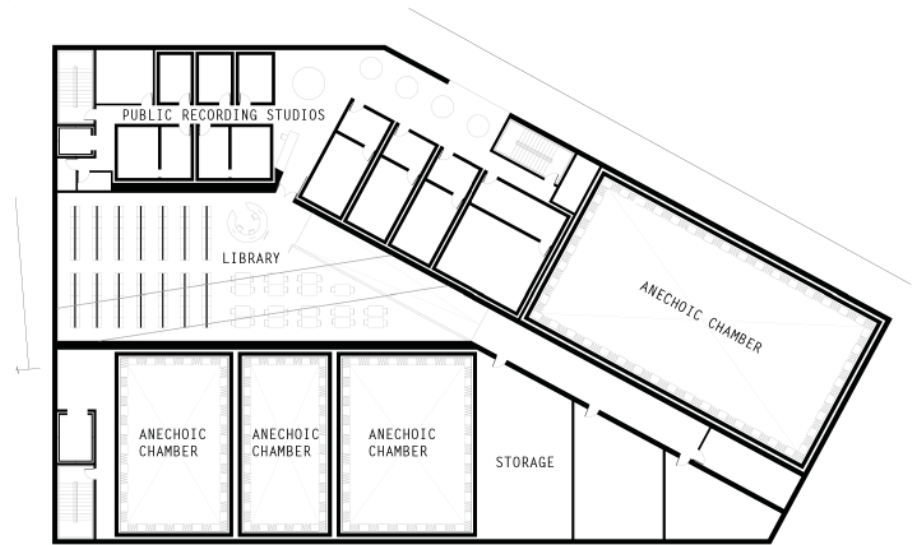 PUBLIC RECORDING STUDIOS
LIBRARY
ANECHOIC CHAMBER
ANECHOIC
CHAMBER
ANECHOIC
CHAMBER
ANECHOIC
CHAMBER
STORAGE